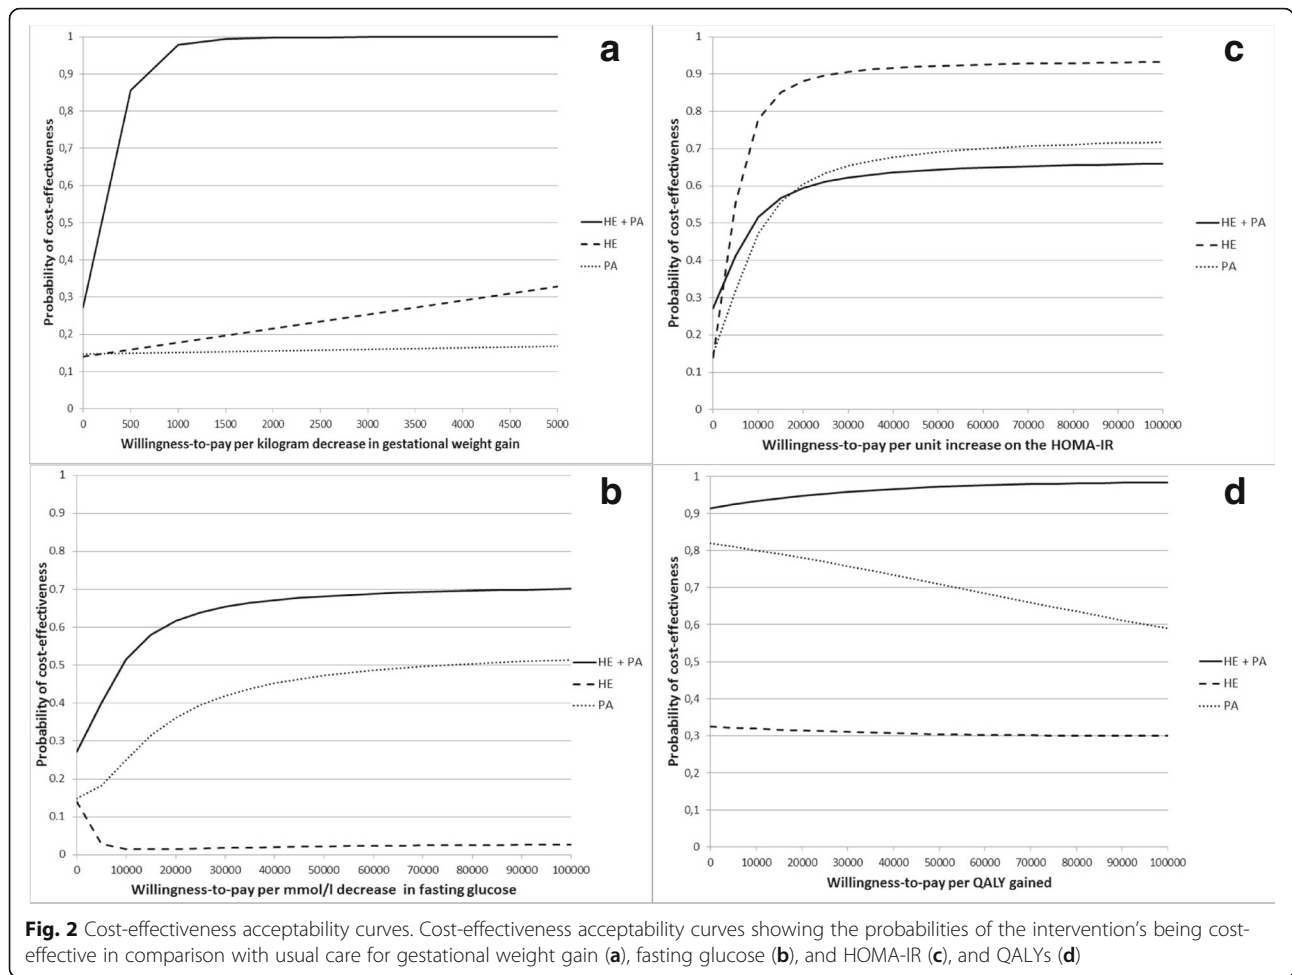 a
Probability of cost-effectiveness
1
0,9
0,8
0,7
0,6
0,5
0,4
0,3
0,2
0,1
0
0 500 1000 1500 2000 2500 3000 3500 4000 4500 5000
Willingness-to-pay per kilogram decrease in gestational weight gain
HE + PA
HE
PA
c
Probability of cost-effectiveness
1
0.9
0.8
0.7
0.6
0.5
0.4
0.3
0.2
0.1
0
0 10000 20000 30000 40000 50000 60000 70000 80000 90000 100000
Willingness-to-pay per unit increase on the HOMA-IR
HE + PA
HE
PA
b
Probability of cost-effectiveness
1
0.9
0.8
0.7
0.6
0.5
0.4
0.3
0.2
0.1
0
0 10000 20000 30000 40000 50000 60000 70000 80000 90000 100000
Willingness-to-pay per mmol/l decrease in fasting glucose
HE + PA
HE
PA
d
Probability of cost-effectiveness
1
0,9
0,8
0,7
0,6
0,5
0,4
0,3
0,2
0,1
0
0 10000 20000 30000 40000 50000 60000 70000 80000 90000 100000
Willingness-to-pay per QALY gained
HE + PA
HE
PA
Fig. 2 Cost-effectiveness acceptability curves. Cost-effectiveness acceptability curves showing the probabilities of the intervention's being cost-
effective in comparison with usual care for gestational weight gain (a), fasting glucose (b), and HOMA-IR (c), and QALYs (d)